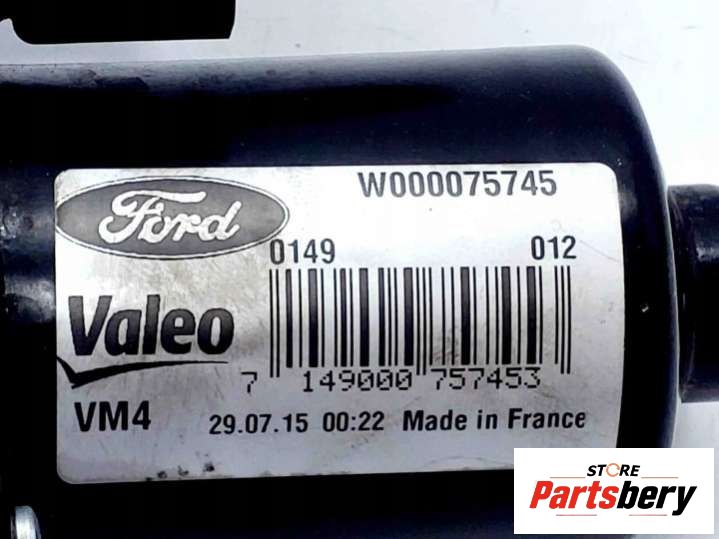 W000075745
Ford
0149 012
Valeo
7 149000 757453
VM4 29.07.15 00:22 Made in France
STORE
Partsbery